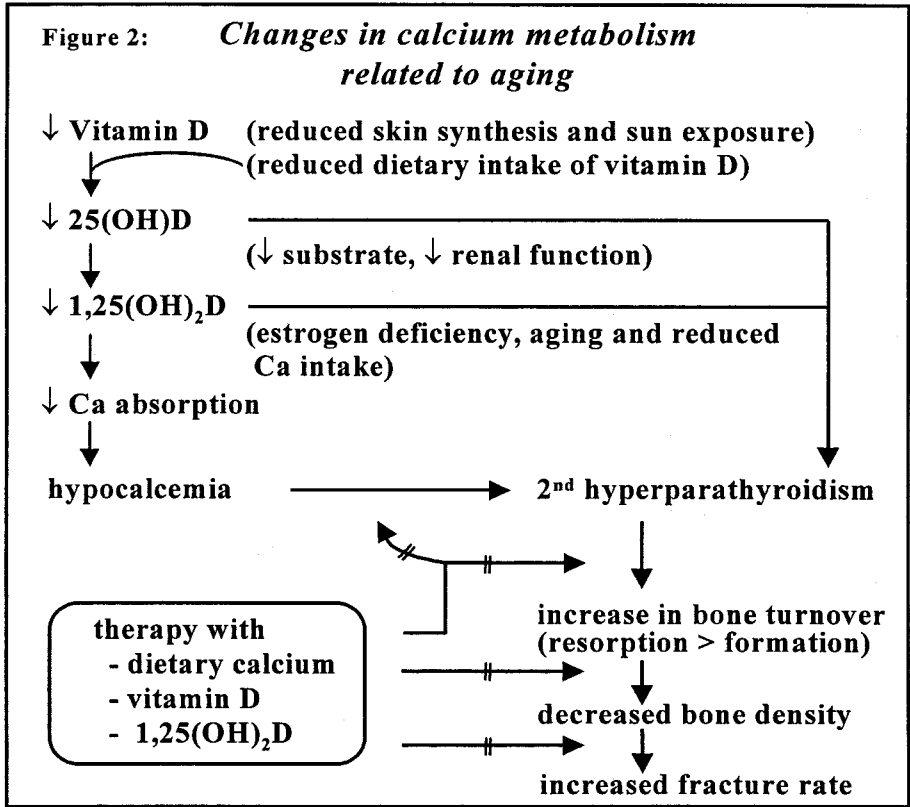 Figure 2: Changes in calcium metabolism
related to aging
↓ Vitamin D (reduced skin synthesis and sun exposure)
(reduced dietary intake of vitamin D)
↓ 25(OH)D
(↓ substrate, ↓ renal function)
↓ 1,25(OH)₂D
(estrogen deficiency, aging and reduced
Ca intake)
↓ Ca absorption
hypocalcemia 2ⁿᵈ hyperparathyroidism
increase in bone turnover
(resorption > formation)
decreased bone density
increased fracture rate
therapy with
- dietary calcium
- vitamin D
- 1,25(OH)₂D